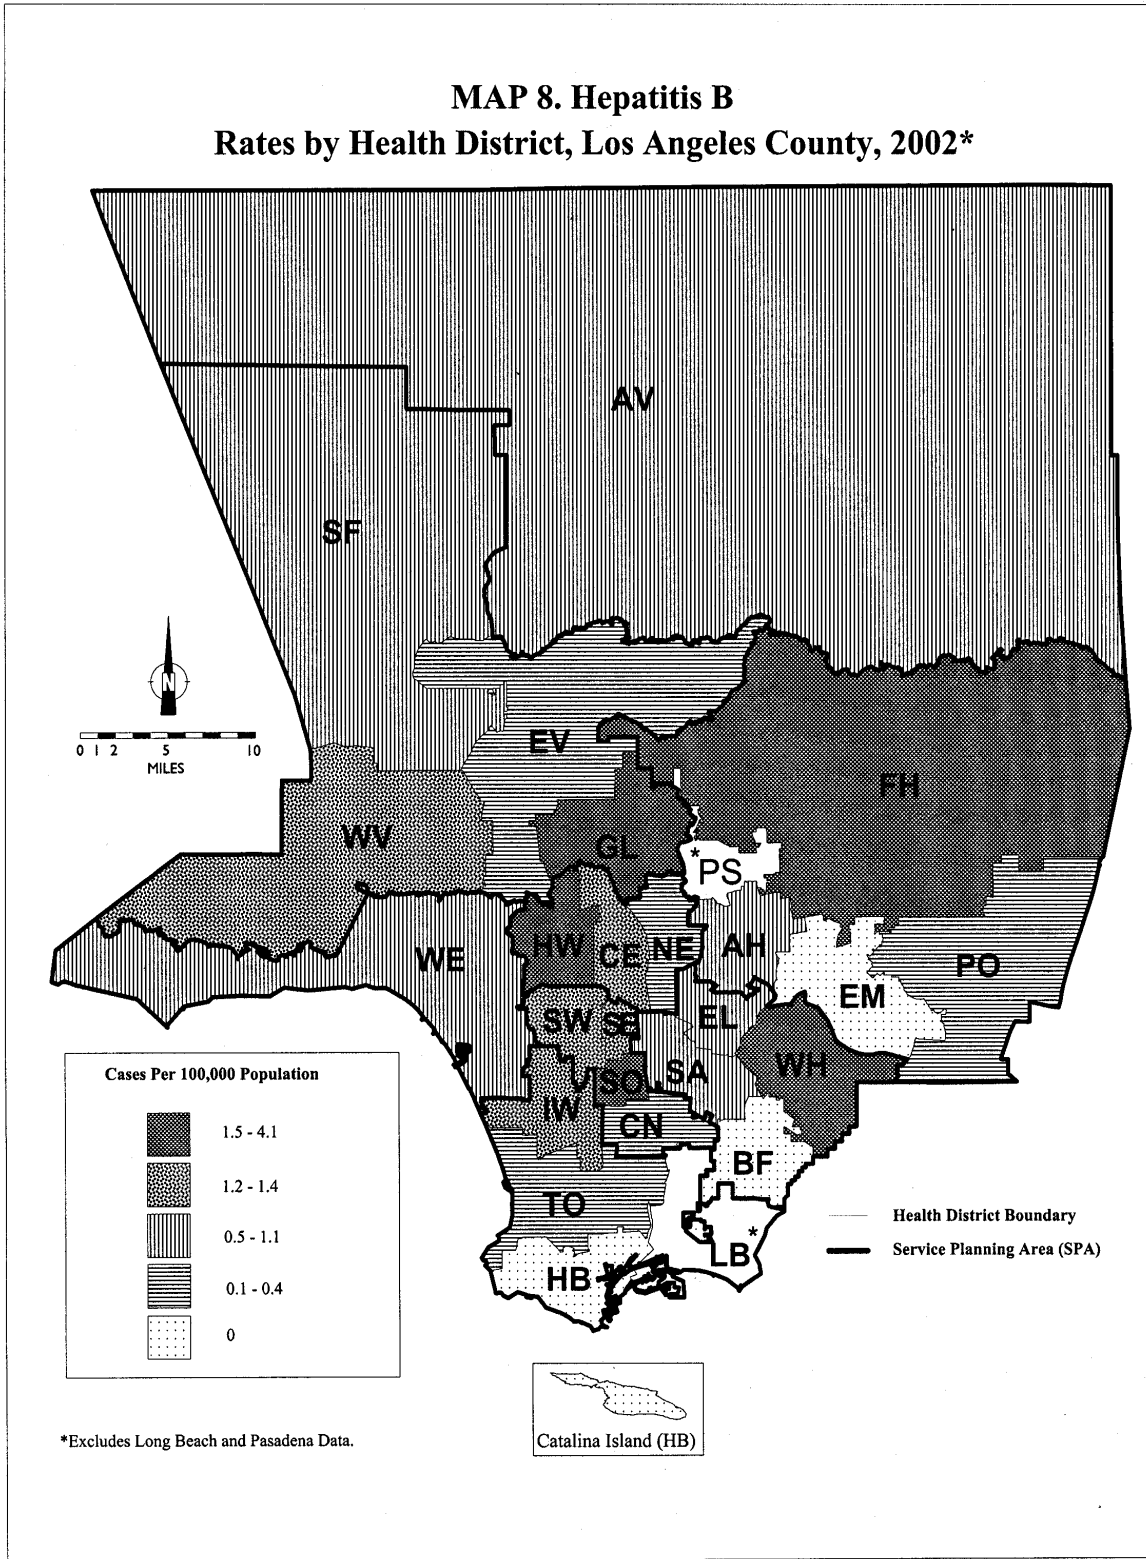 MAP 8. Hepatitis B
Rates by Health District, Los Angeles County, 2002*
AV
SF
N
0 1 2 5 10
MILES
EV
FH
WV
GL
*
PS
WE
HW
CE
NE
AH
PO
EM
SW
SE
EL
SO
SA
WH
IW
CN
BF
TO
LB
*
HB
Cases Per 100,000 Population
1.5 - 4.1
1.2 - 1.4
0.5 - 1.1
0.1 - 0.4
0
Health District Boundary
Service Planning Area (SPA)
*Excludes Long Beach and Pasadena Data.
Catalina Island (HB)